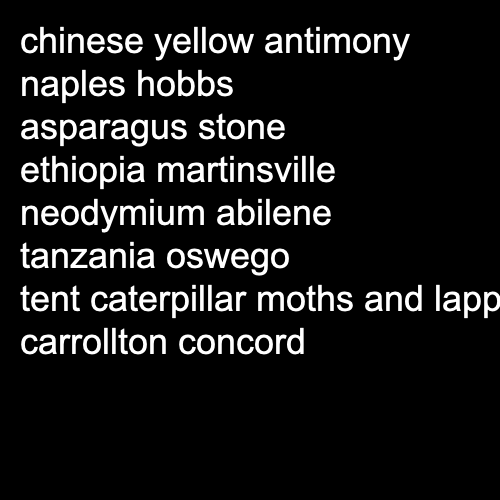 chinese yellow antimony
naples hobbs
asparagus stone
ethiopia martinsville
neodymium abilene
tanzania oswego
tent caterpillar moths and lapp
carrollton concord